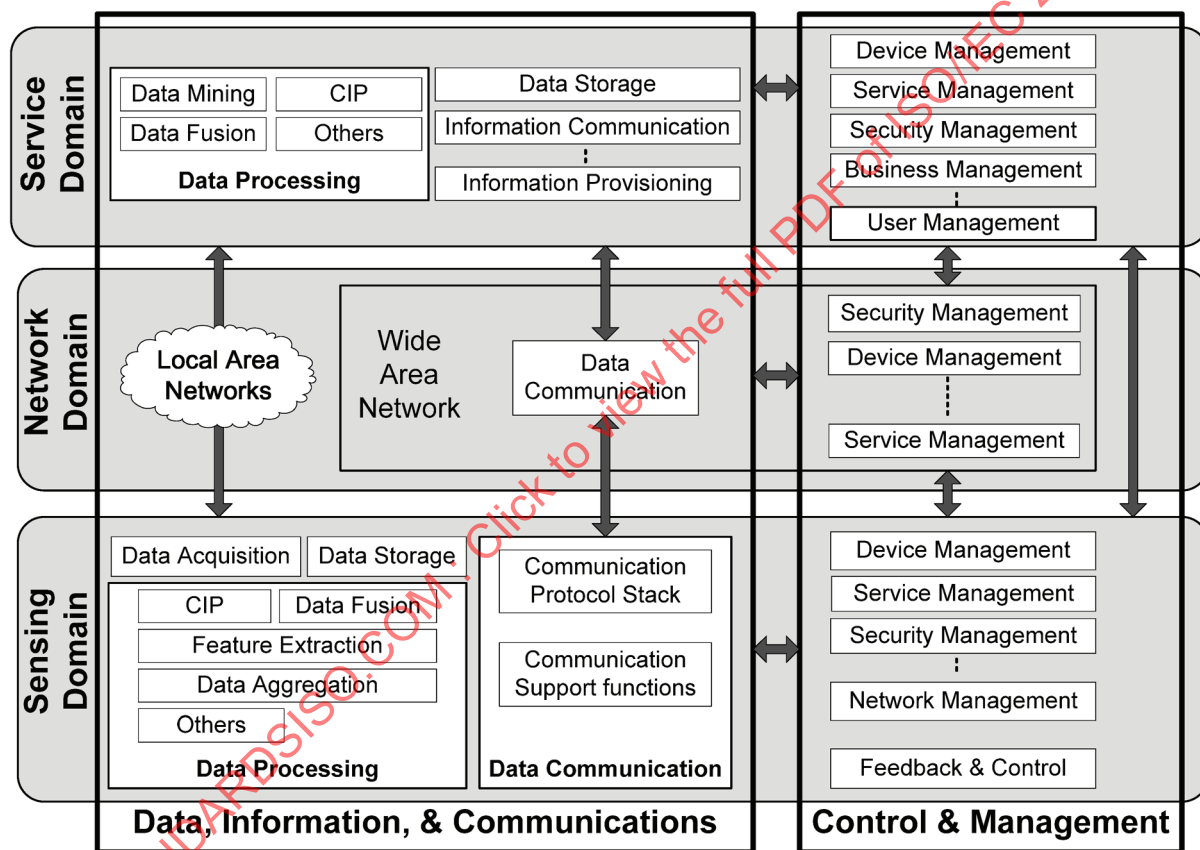 Service
Domain
Data Mining
CIP
Data Fusion
Others
Data Processing
Data Storage
Information Communication
Information Provisioning
Device Management
Service Management
Security Management
Business Management
User Management
Network
Domain
Local Area
Networks
Wide
Area
Network
Data
Communication
Security Management
Device Management
Service Management
Sensing
Domain
Data Acquisition
Data Storage
CIP
Data Fusion
Feature Extraction
Data Aggregation
Others
Data Processing
Communication
Protocol Stack
Communication
Support functions
Data Communication
Device Management
Service Management
Security Management
Network Management
Feedback & Control
Data, Information, & Communications
Control & Management
NDARDSISO.COM : Click to view the full PDF of ISO/IEC